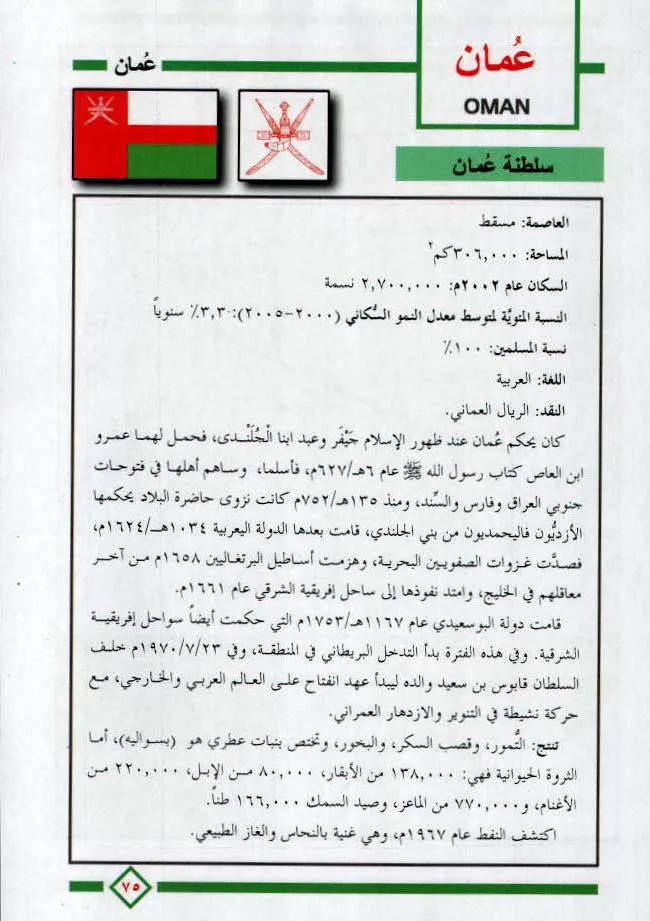 عُمان
عُمان
OMAN
سلطنة عُمان
العاصمة: مسقط
المساحة: ٣٠٦,٠٠٠كم٢
السكان عام ٢٠٠٢م: ٢,٧٠٠,٠٠٠ نسمة
النسبة المئويَّة لمتوسط معدل النمو السكُّاني (٢٠٠٠-٢٠٠٥): ٣,٣٪ سنوياً
نسبة المسلمين: ١٠٠٪
اللغة: العربية
النقد: الريال العماني.
كان يحكم عُمان عند ظهور الإسلام جَيْفَر وعبد ابنا الْجُلَنْدى، فحمل لهما عمرو
ابن العاص كتاب رسول الله ﷺ عام ٦هـ/٦٢٧م، فأسلما، وساهم أهلها في فتوحات
جنوبي العراق وفارس والسِّند، ومنذ ١٣٥هـ/٧٥٢م كانت نزوى حاضرة البلاد يحكمها
الأزديُّون فاليحمديون من بني الجلندي، قامت بعدها الدولة اليعربية ١٠٣٤هـ/١٦٢٤م،
فصدَّت غزوات الصفويين البحرية، وهزمت أساطيل البرتغاليين ١٦٥٨م من آخر
معاقلهم في الخليج، وامتد نفوذها إلى ساحل إفريقية الشرقي عام ١٦٦١م.
قامت دولة البوسعيدي عام ١١٦٧هـ/١٧٥٣م التي حكمت أيضاً سواحل إفريقية
الشرقية. وفي هذه الفترة بدأ التدخل البريطاني في المنطقة، وفي ١٩٧٠/٧/٢٣م خلف
السلطان قابوس بن سعيد والده ليبدأ عهد انفتاح على العالم العربي والخارجي، مع
حركة نشيطة في التنوير والازدهار العمراني.
تنتج: التُّمور، وقصب السكر، والبخور، وتختص بنبات عطري هو (بسواليه)، أما
الثروة الحيوانية فهي: ١٣٨,٠٠٠ من الأبقار، ٨٠,٠٠٠ من الإبل، ٢٢٠,٠٠٠ من
الأغنام، و٧٧٠,٠٠٠ من الماعز، وصيد السمك ١٦٦,٠٠٠ طناً.
اكتشف النفط عام ١٩٦٧م، وهي غنية بالنحاس والغاز الطبيعي.
٧٥